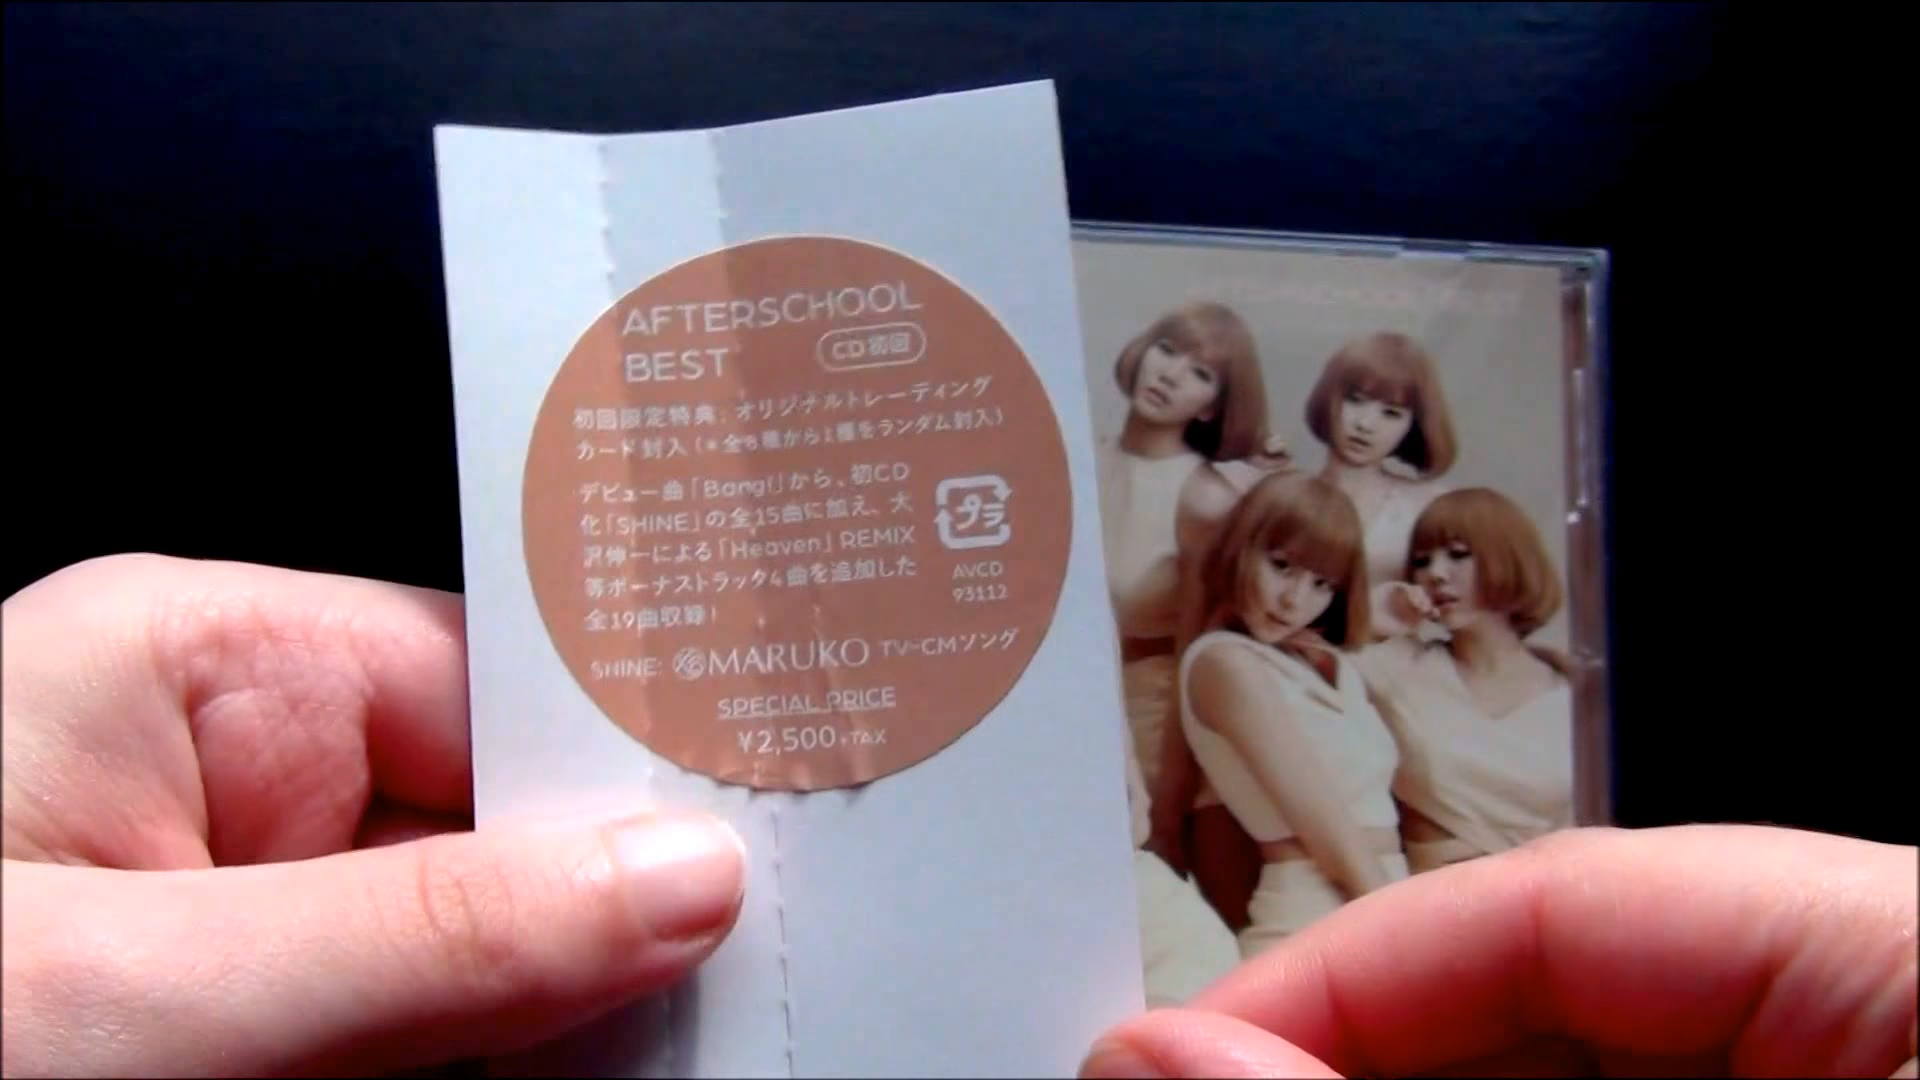 AFTERSCHOOL
BEST
CD初回
初回限定特典:オリジナルトレーディング
カード封入(*全8種から1種をランダム封入)
デビュー曲「Bang!」から、初CD
化「SHINE」の全15曲に加え、大
沢伸一による「Heaven」REMIX
等ボーナストラック4曲を追加した
全19曲収録!
プラ
AVCD
93112
SHINE: MARUKO TV-CMソング
SPECIAL PRICE
¥2,500+TAX